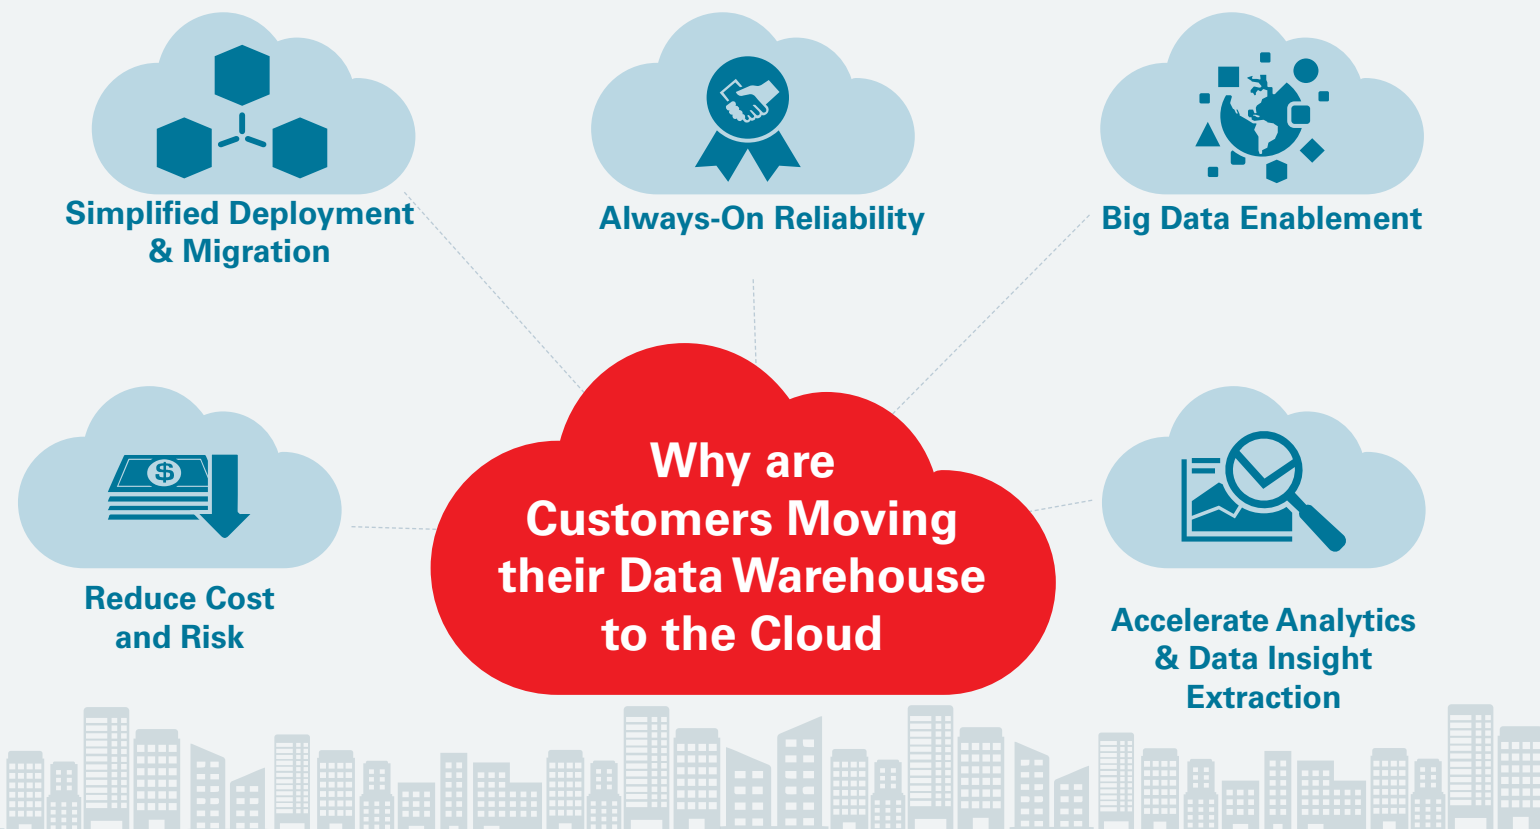 Simplified Deployment
& Migration
Always-On Reliability
Big Data Enablement
$
Reduce Cost
and Risk
Why are
Customers Moving
their Data Warehouse
to the Cloud
Accelerate Analytics
& Data Insight
Extraction